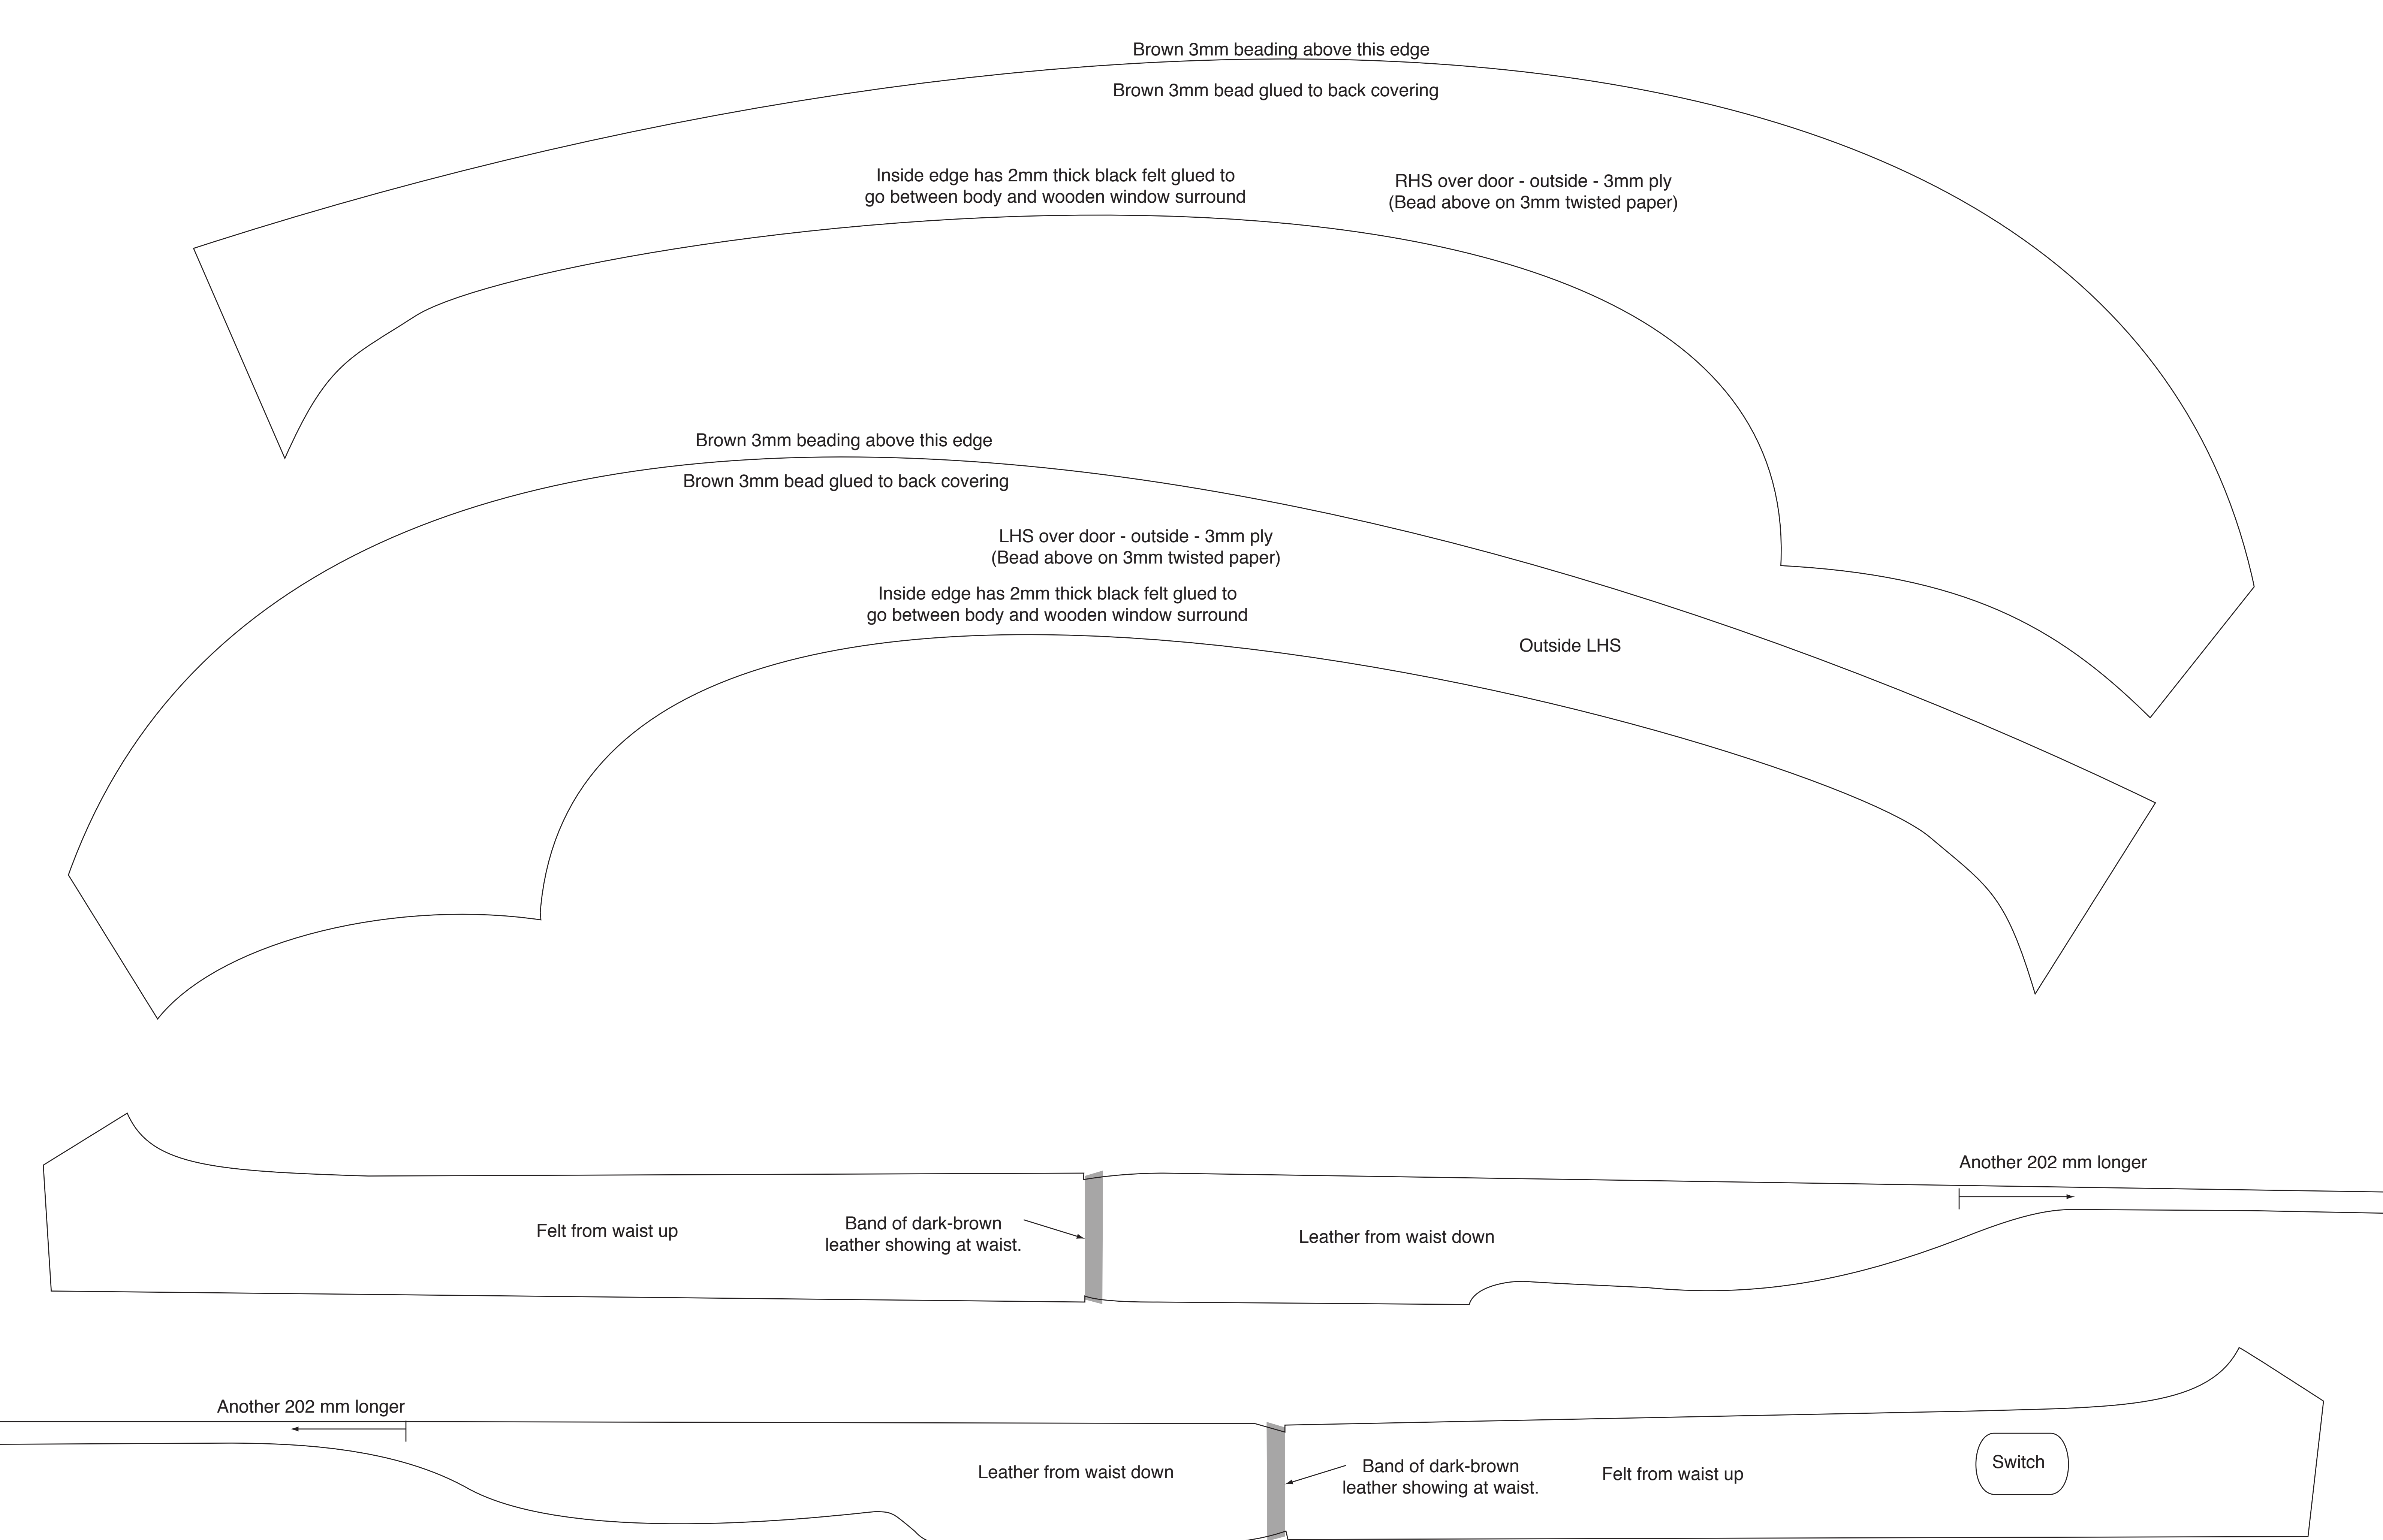 Brown 3mm beading above this edge
Brown 3mm bead glued to back covering
Inside edge has 2mm thick black felt glued to
go between body and wooden window surround
RHS over door - outside - 3mm ply
(Bead above on 3mm twisted paper)
Brown 3mm beading above this edge
Brown 3mm bead glued to back covering
LHS over door - outside - 3mm ply
(Bead above on 3mm twisted paper)
Inside edge has 2mm thick black felt glued to
go between body and wooden window surround
Outside LHS
Another 202 mm longer
Felt from waist up
Band of dark-brown
leather showing at waist.
Leather from waist down
Another 202 mm longer
Leather from waist down
Band of dark-brown
leather showing at waist.
Felt from waist up
Switch